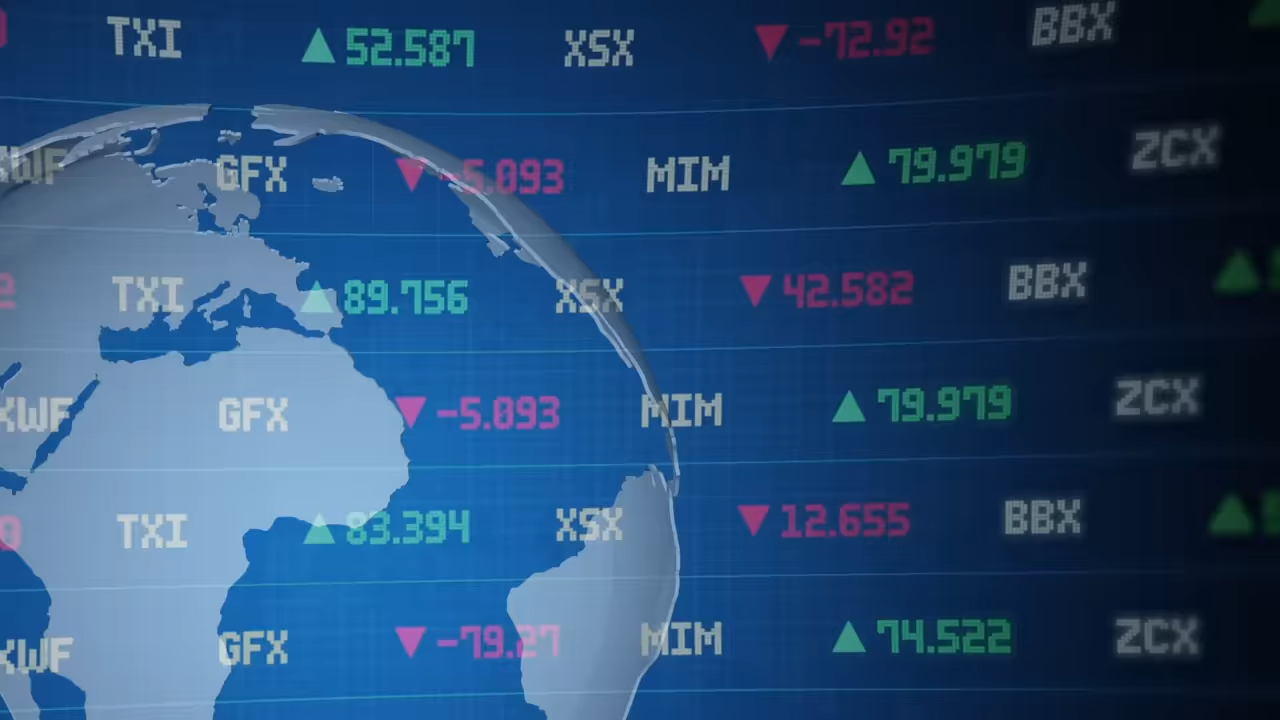 TXI ▲ 52.587 XSX ▼ -72.92 BBX
GFX ▼ -5.093 MIM ▲ 79.979 ZCX
TXI ▲ 89.756 XSX ▼ 42.582 BBX
GFX ▼ -5.093 MIM ▲ 79.979 ZCX
TXI ▲ 83.394 XSX ▼ 12.655 BBX
GFX ▼ -79.27 MIM ▲ 74.522 ZCX